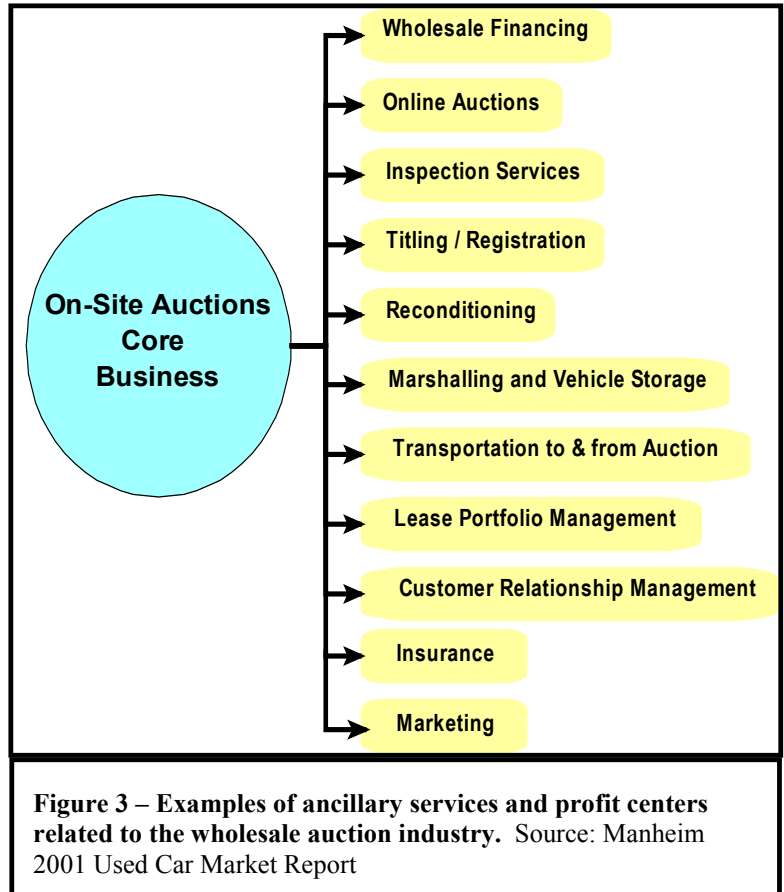 Wholesale Financing
Online Auctions
Inspection Services
Titling / Registration
On-Site Auctions
Core
Business
Reconditioning
Marshalling and Vehicle Storage
Transportation to & from Auction
Lease Portfolio Management
Customer Relationship Management
Insurance
Marketing
Figure 3 – Examples of ancillary services and profit centers
related to the wholesale auction industry. Source: Manheim
2001 Used Car Market Report